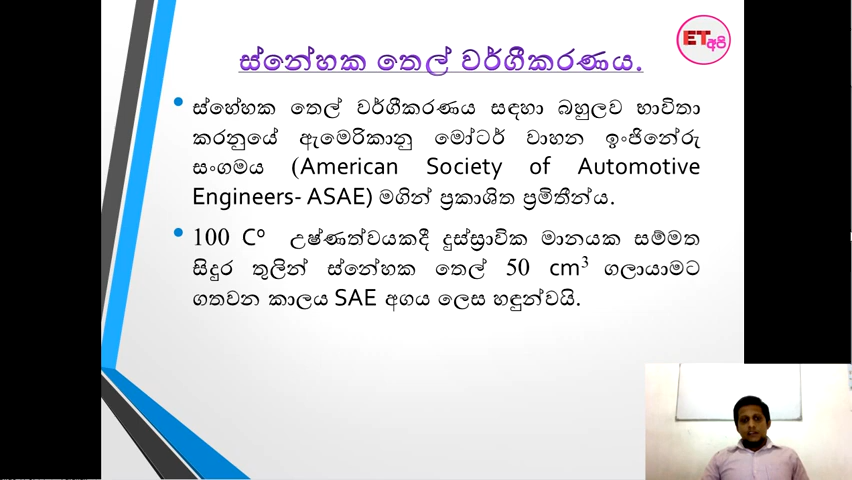 ET
අපි
ස්නේහක තෙල් වර්ගීකරණය.
ස්හේහක තෙල් වර්ගීකරණය සඳහා බහුලව භාවිතා
කරනුයේ ඇමෙරිකානු මෝටර් වාහන ඉංජිනේරු
සංගමය (American Society of Automotive
Engineers- ASAE) මගින් ප්‍රකාශිත ප්‍රමිතීන්ය.
100 C° උෂ්ණත්වයකදී දුස්ස්‍රාවික මානයක සම්මත
සිදුර තුලින් ස්නේහක තෙල් 50 cm³ ගලායාමට
ගතවන කාලය SAE අගය ලෙස හඳුන්වයි.